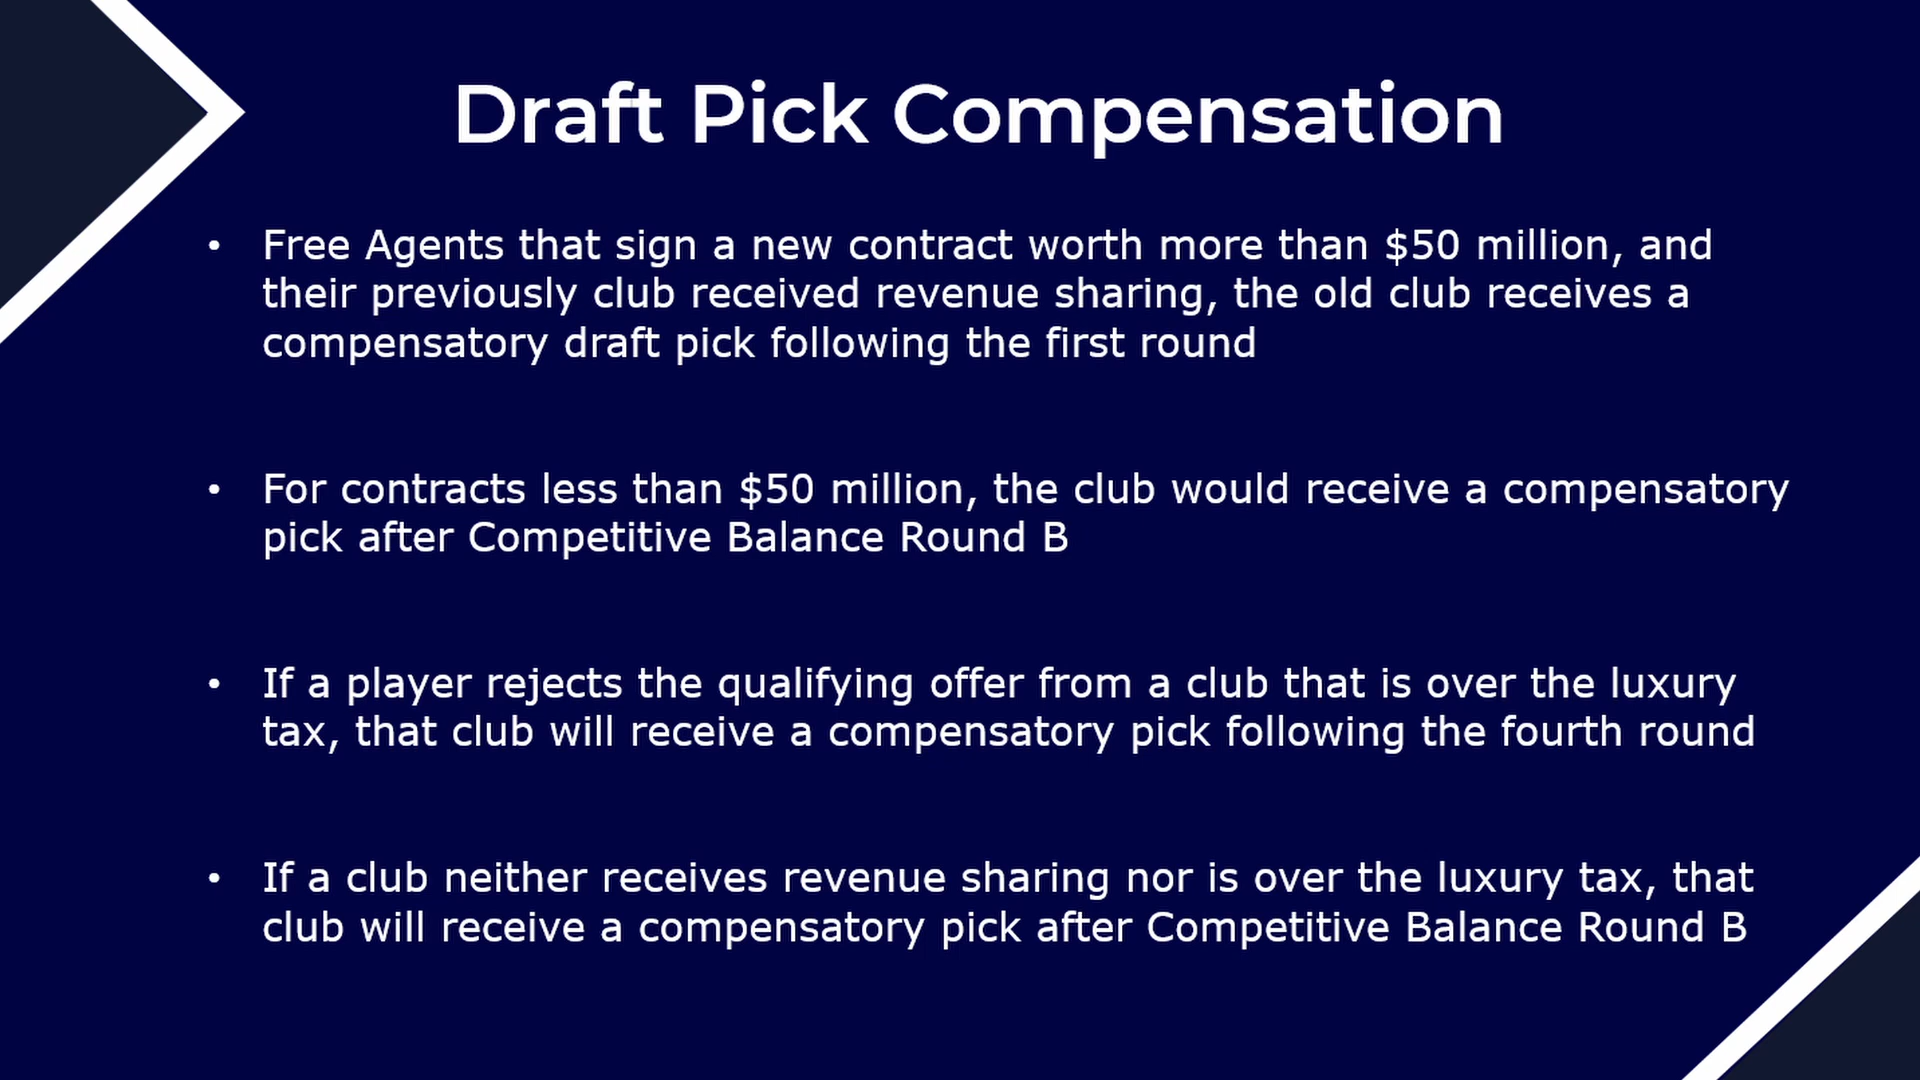 Draft Pick Compensation
• Free Agents that sign a new contract worth more than $50 million, and
their previously club received revenue sharing, the old club receives a
compensatory draft pick following the first round
• For contracts less than $50 million, the club would receive a compensatory
pick after Competitive Balance Round B
• If a player rejects the qualifying offer from a club that is over the luxury
tax, that club will receive a compensatory pick following the fourth round
• If a club neither receives revenue sharing nor is over the luxury tax, that
club will receive a compensatory pick after Competitive Balance Round B